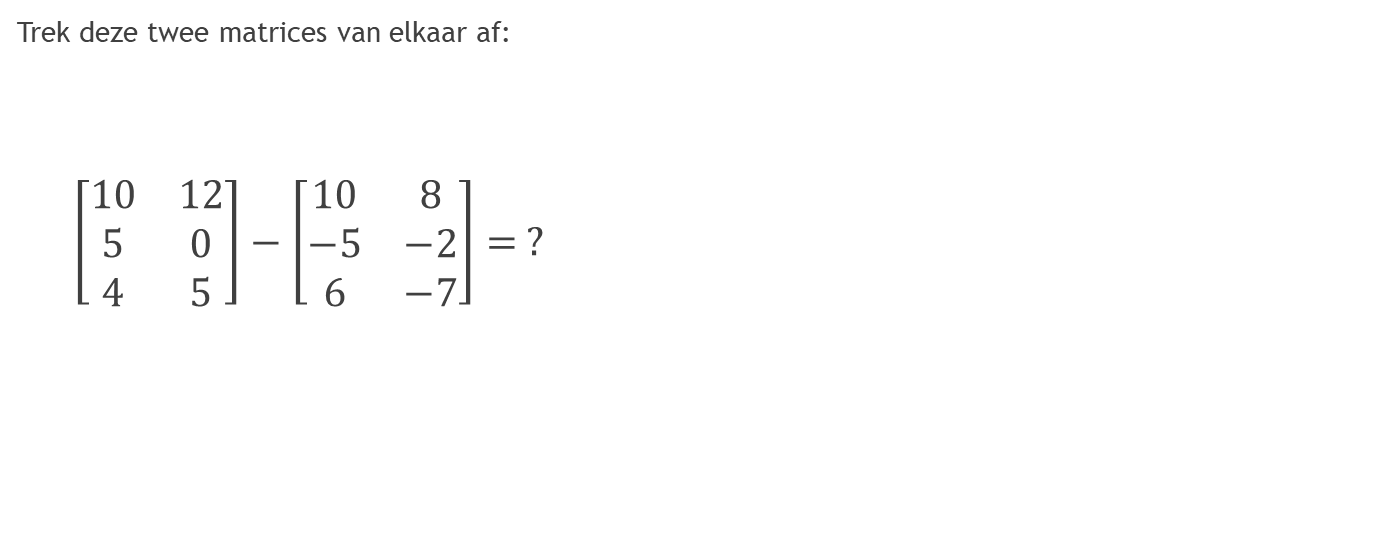 Trek deze twee matrices van elkaar af:
[10 12] − [10 8] = ?
[5 0] [−5 −2]
[4 5] [6 −7]